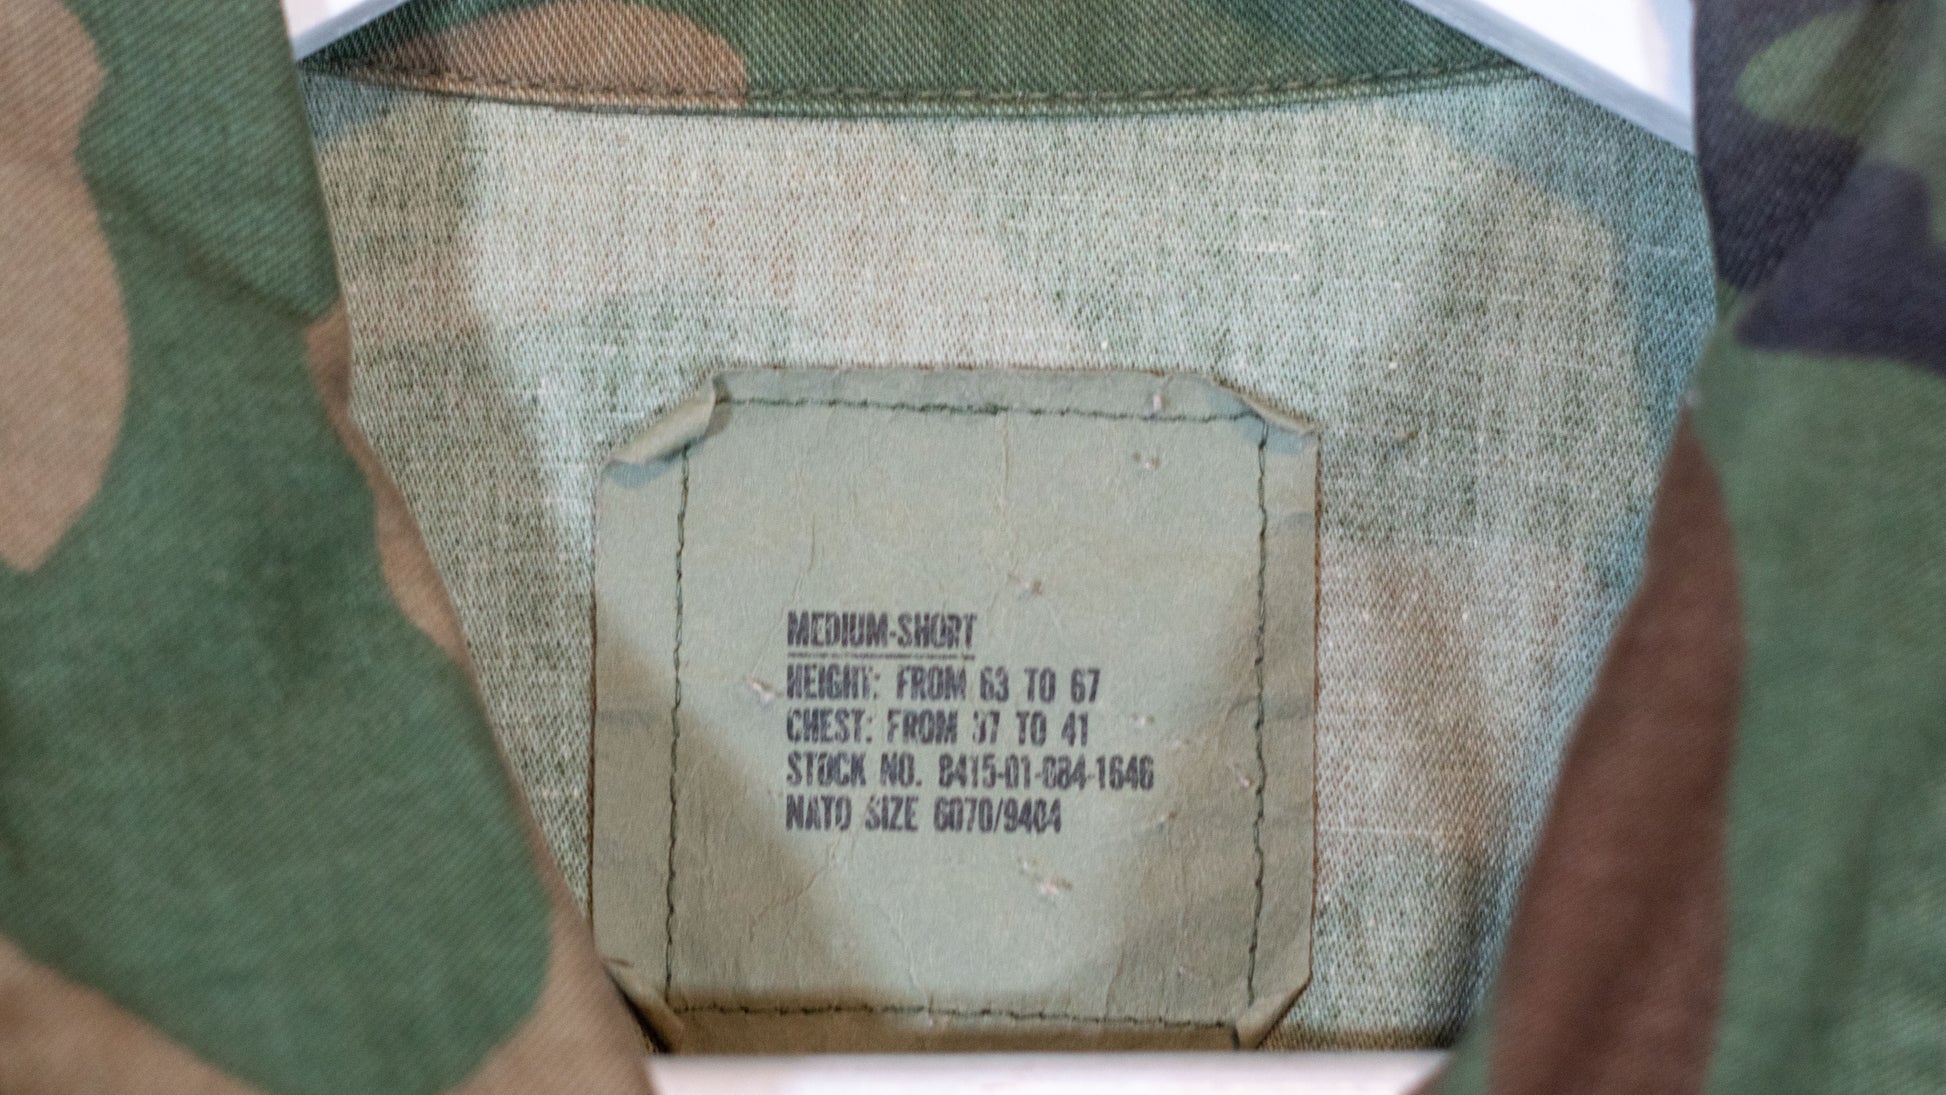 MEDIUM-SHORT
HEIGHT: FROM 63 TO 67
CHEST: FROM 37 TO 41
STOCK NO. 8415-01-084-1646
NATO SIZE 6070/9404